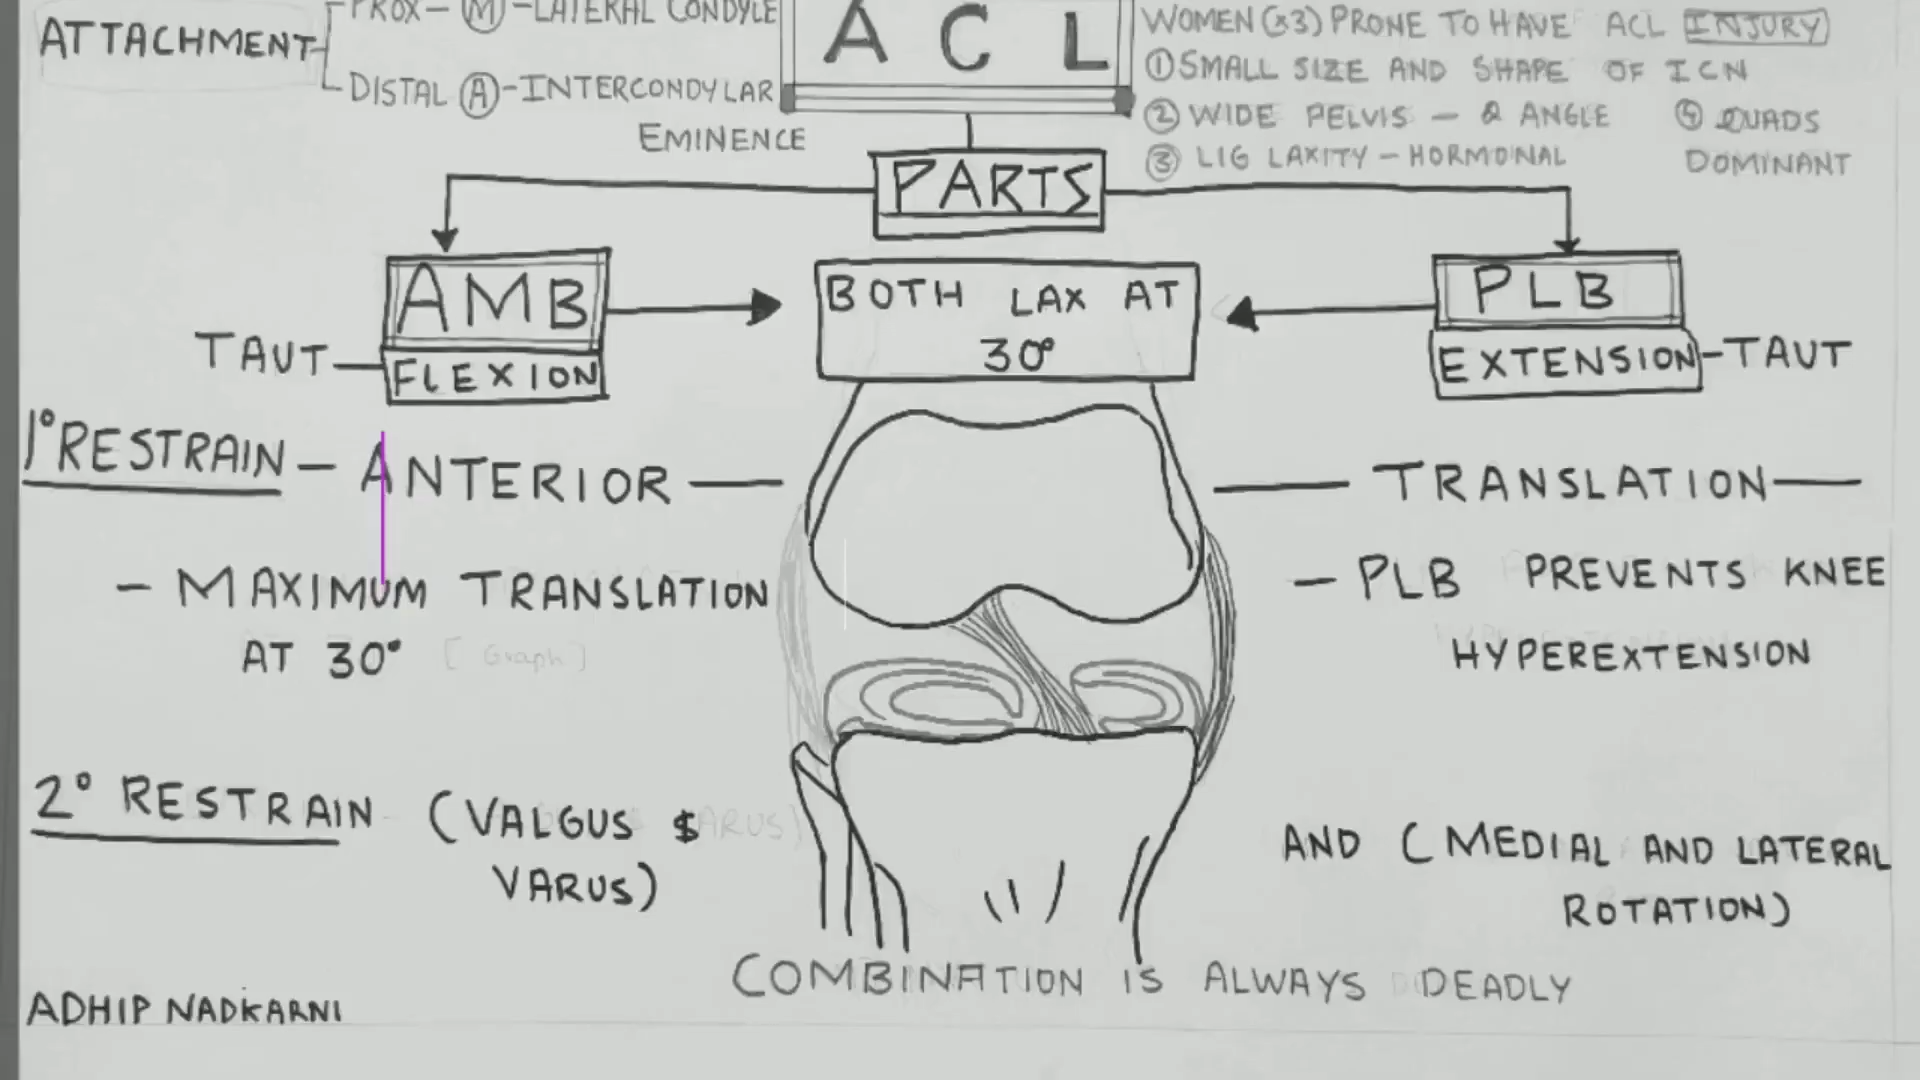 ATTACHMENT
PROX – (M) – LATERAL CONDYLE
DISTAL (A) – INTERCONDYLAR
EMINENCE
ACL
WOMEN (x3) PRONE TO HAVE ACL INJURY
① SMALL SIZE AND SHAPE OF ICN
② WIDE PELVIS – Q ANGLE
③ LIG LAXITY – HORMONAL
④ QUADS
DOMINANT
PARTS
AMB
FLEXION
TAUT
BOTH LAX AT
30°
PLB
EXTENSION – TAUT
1° RESTRAIN – ANTERIOR — — TRANSLATION —
– MAXIMUM TRANSLATION
AT 30° [Graph]
– PLB PREVENTS KNEE
HYPEREXTENSION
2° RESTRAIN (VALGUS $
VARUS)
AND (MEDIAL AND LATERAL
ROTATION)
COMBINATION IS ALWAYS DEADLY
ADHIP NADKARNI